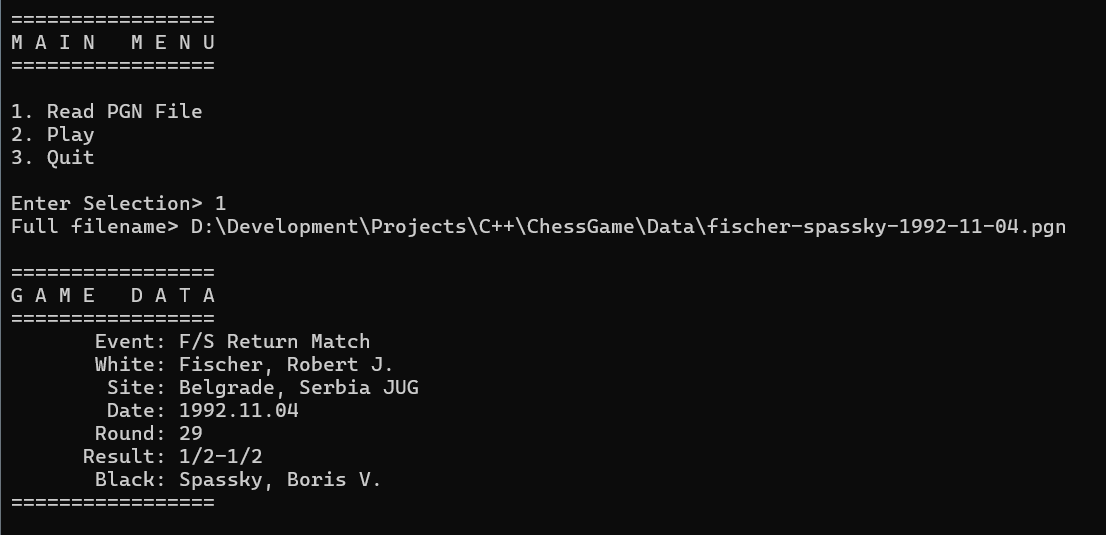 =================
M A I N   M E N U
=================
1. Read PGN File
2. Play
3. Quit
Enter Selection> 1
Full filename> D:\Development\Projects\C++\ChessGame\Data\fischer-spassky-1992-11-04.pgn
=================
G A M E   D A T A
=================
       Event: F/S Return Match
       White: Fischer, Robert J.
        Site: Belgrade, Serbia JUG
        Date: 1992.11.04
       Round: 29
      Result: 1/2-1/2
       Black: Spassky, Boris V.
=================